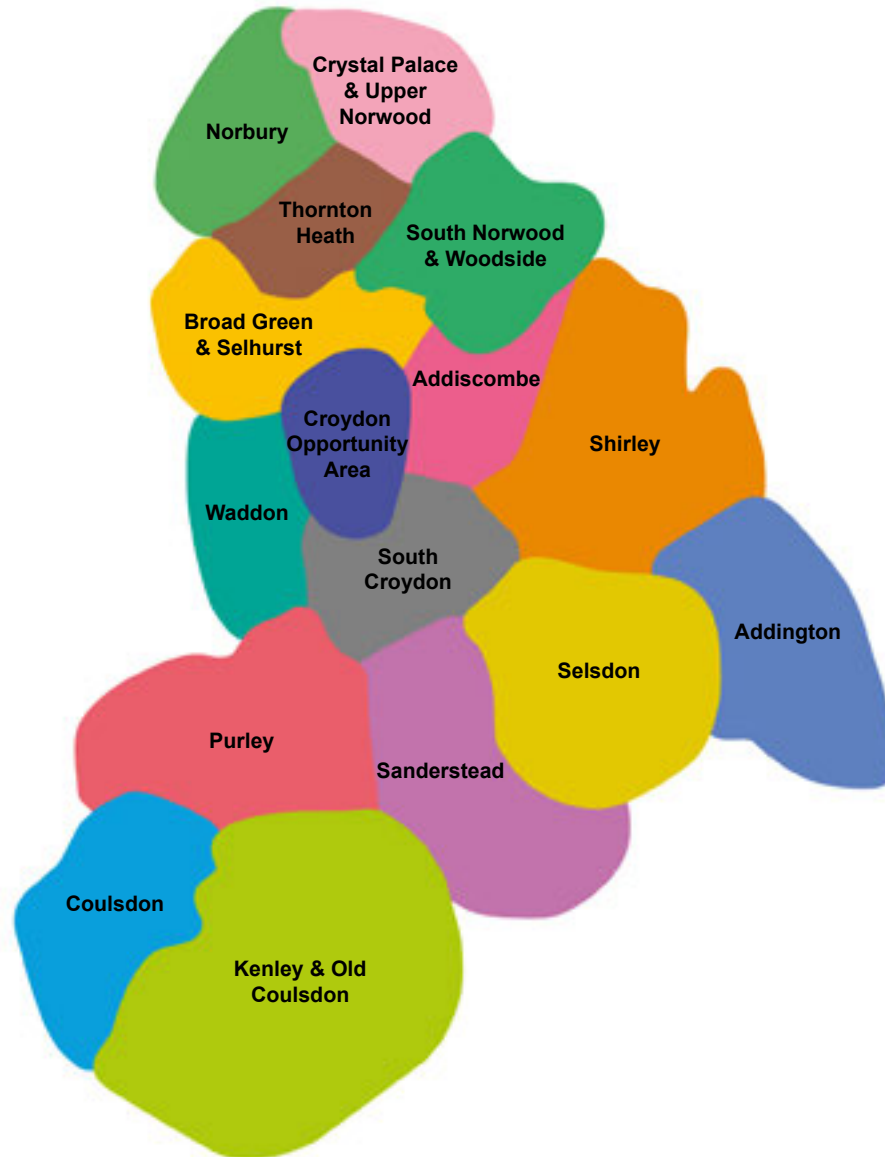 Crystal Palace
& Upper
Norwood
Norbury
Thornton
Heath
South Norwood
& Woodside
Broad Green
& Selhurst
Addiscombe
Croydon
Opportunity
Area
Shirley
Waddon
South
Croydon
Addington
Selsdon
Purley
Sanderstead
Coulsdon
Kenley & Old
Coulsdon